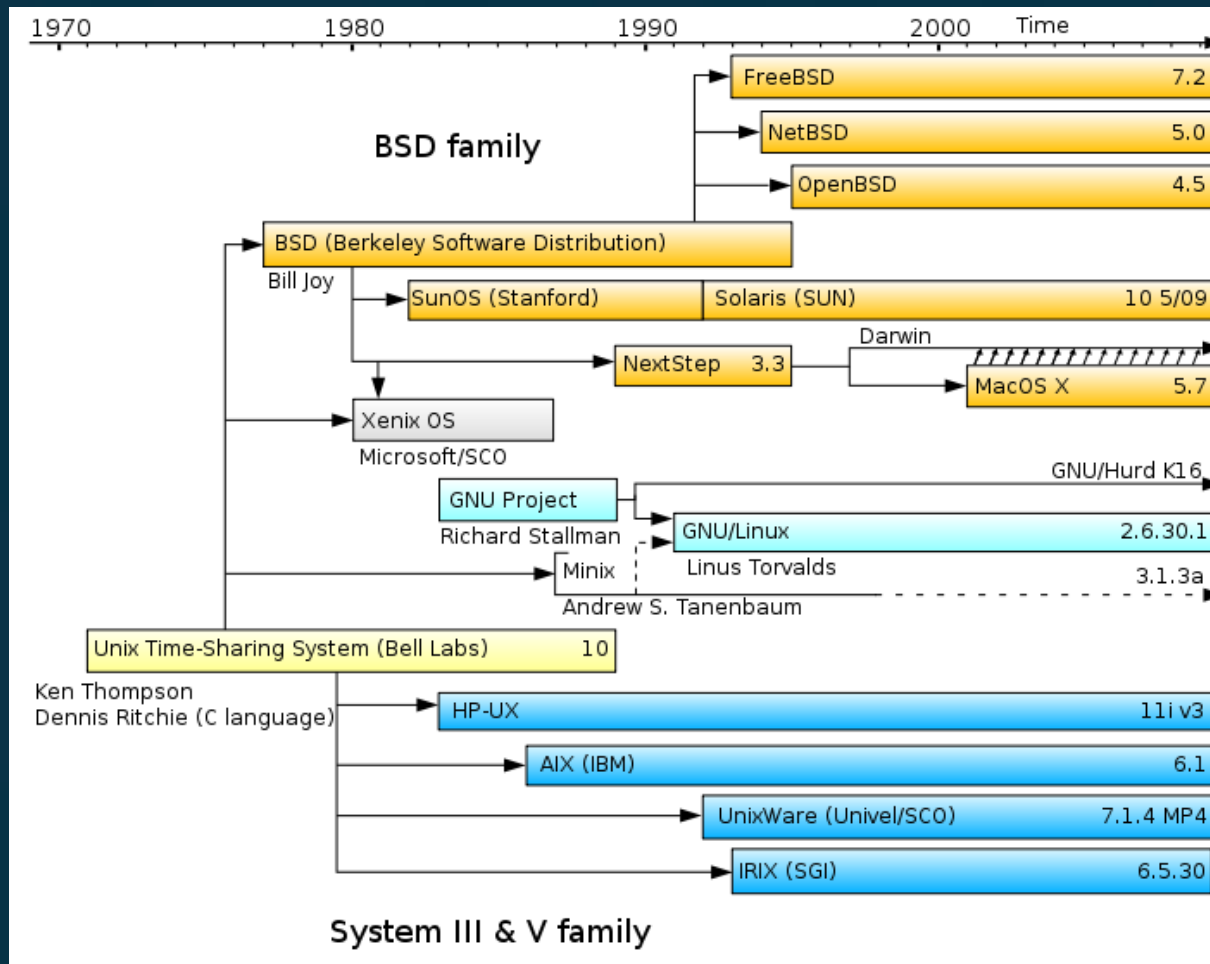 1970 1980 1990 2000 Time
FreeBSD 7.2
BSD family
NetBSD 5.0
OpenBSD 4.5
BSD (Berkeley Software Distribution)
Bill Joy
SunOS (Stanford) Solaris (SUN) 10 5/09
Darwin
NextStep 3.3
MacOS X 5.7
Xenix OS
Microsoft/SCO
GNU/Hurd K16
GNU Project
Richard Stallman
GNU/Linux 2.6.30.1
Linus Torvalds
Minix 3.1.3a
Andrew S. Tanenbaum
Unix Time-Sharing System (Bell Labs) 10
Ken Thompson
Dennis Ritchie (C language)
HP-UX 11i v3
AIX (IBM) 6.1
UnixWare (Univel/SCO) 7.1.4 MP4
IRIX (SGI) 6.5.30
System III & V family